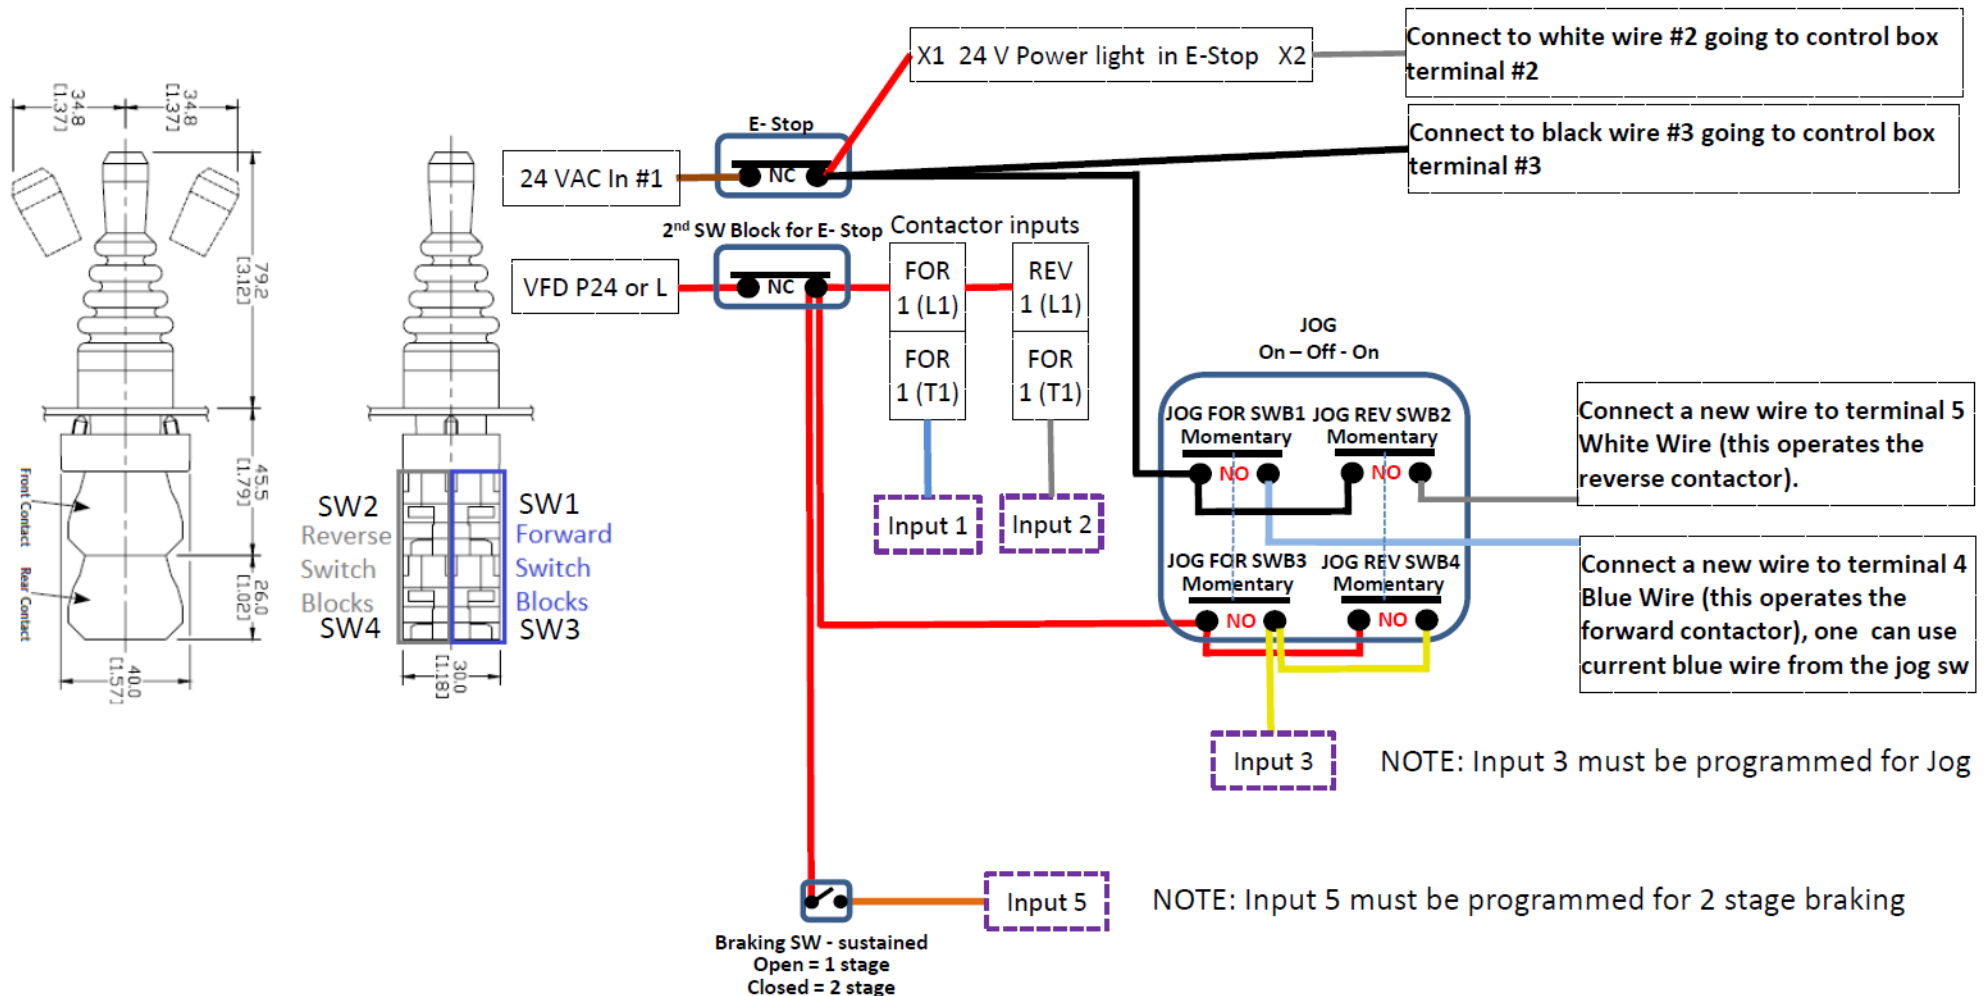 X1  24 V Power light  in E-Stop   X2
Connect to white wire #2 going to control box
terminal #2
Connect to black wire #3 going to control box
terminal #3
E- Stop
24 VAC In #1
NC
2nd SW Block for E- Stop
Contactor inputs
VFD P24 or L
NC
FOR
1 (L1)
REV
1 (L1)
FOR
1 (T1)
FOR
1 (T1)
Input 1
Input 2
JOG
On – Off - On
JOG FOR SWB1
Momentary
NO
JOG REV SWB2
Momentary
NO
JOG FOR SWB3
Momentary
NO
JOG REV SWB4
Momentary
NO
Connect a new wire to terminal 5
White Wire (this operates the
reverse contactor).
Connect a new wire to terminal 4
Blue Wire (this operates the
forward contactor), one  can use
current blue wire from the jog sw
Input 3
NOTE: Input 3 must be programmed for Jog
Input 5
NOTE: Input 5 must be programmed for 2 stage braking
Braking SW - sustained
Open = 1 stage
Closed = 2 stage
34.8
[1.37]
34.8
[1.37]
79.2
[3.12]
45.5
[1.79]
26.0
[1.02]
40.0
[1.57]
Front Contact
Rear Contact
SW2
Reverse
Switch
Blocks
SW4
SW1
Forward
Switch
Blocks
SW3
30.0
[1.18]